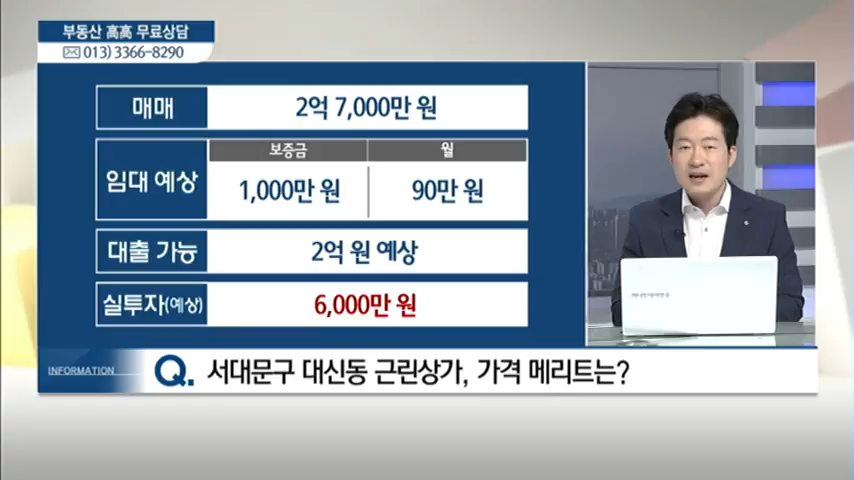 부동산 高高 무료상담
013) 3366-8290
매매 2억 7,000만 원
보증금 월
임대 예상 1,000만 원 90만 원
대출 가능 2억 원 예상
실투자(예상) 6,000만 원
INFORMATION Q. 서대문구 대신동 근린상가, 가격 메리트는?